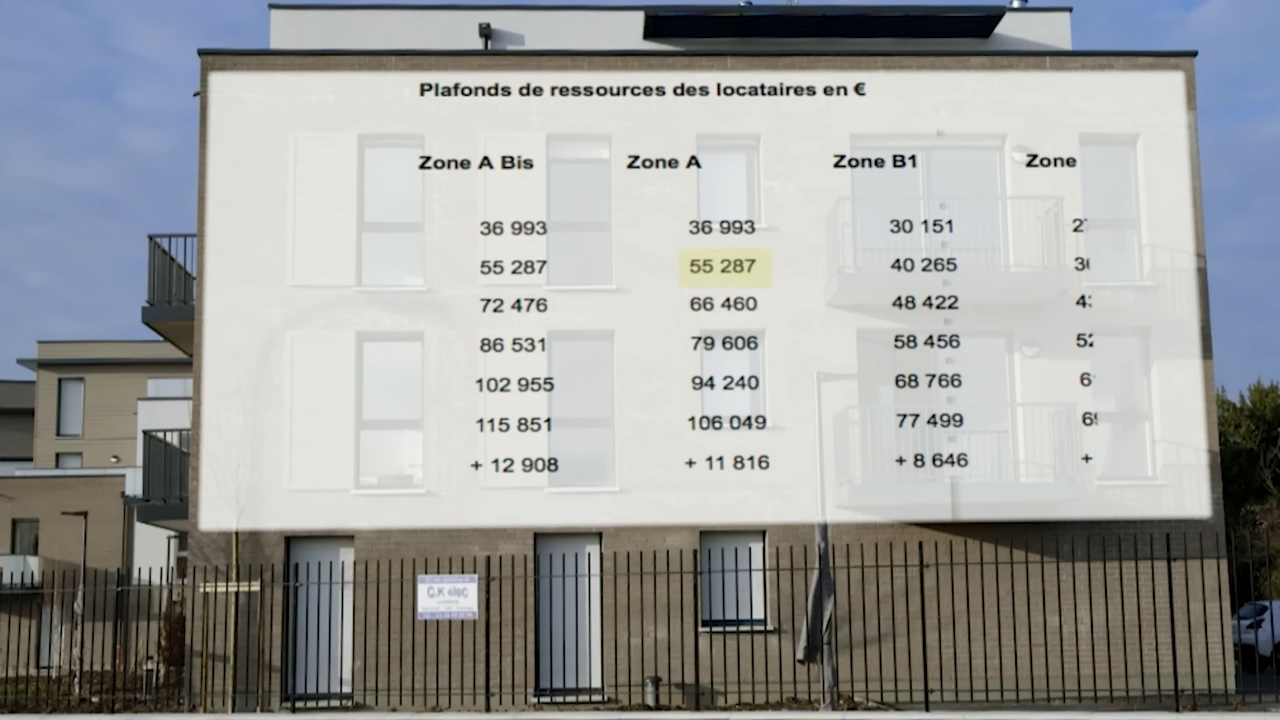 Plafonds de ressources des locataires en €
Zone A Bis Zone A Zone B1 Zone
36 993 36 993 30 151
55 287 55 287 40 265
72 476 66 460 48 422
86 531 79 606 58 456
102 955 94 240 68 766
115 851 106 049 77 499
+ 12 908 + 11 816 + 8 646 +
C.K élec